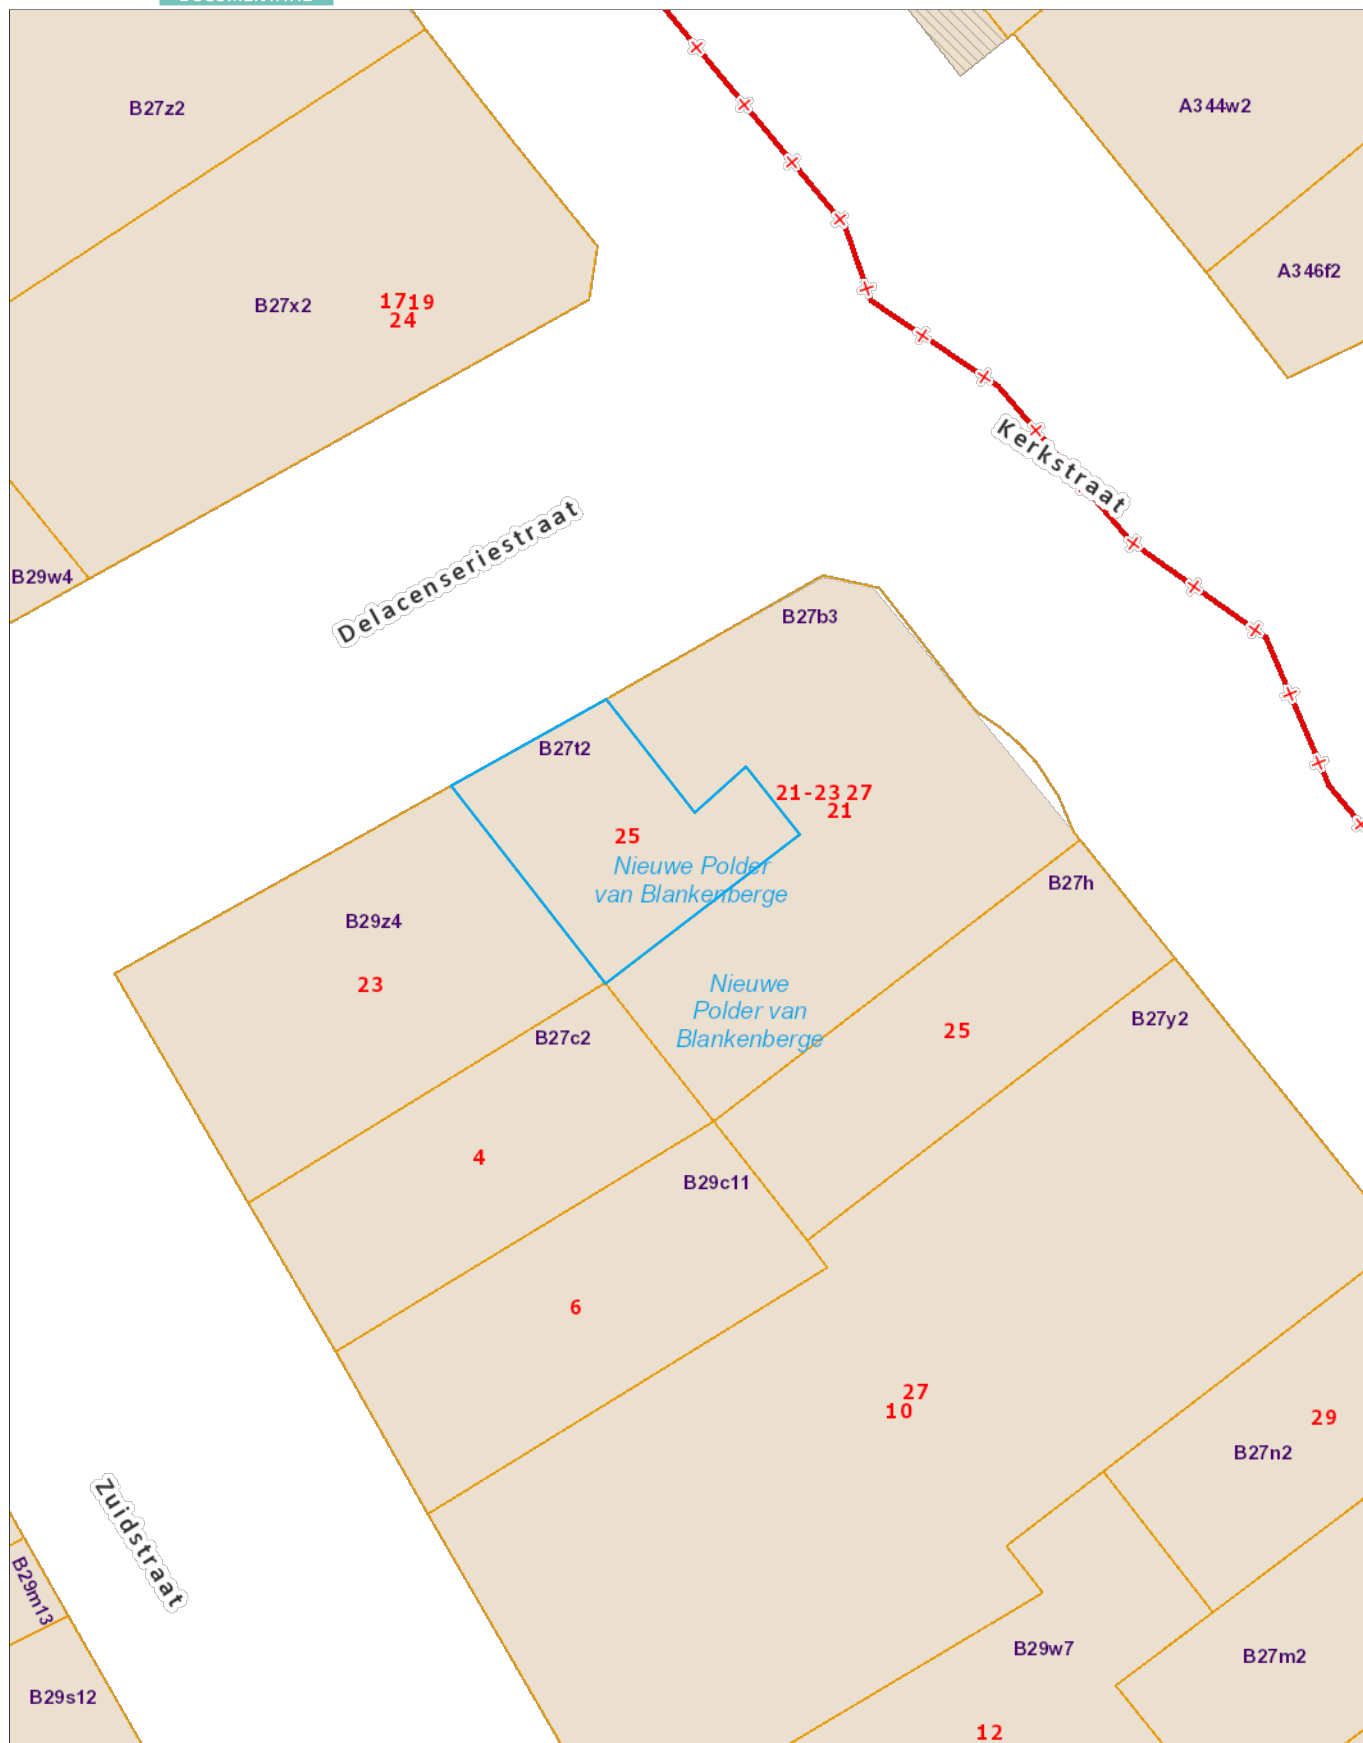 B27z2
A344w2
A346f2
B27x2
1719
24
Kerkstraat
Delacenseriestraat
B29w4
B27b3
B27t2
21-23 27
21
25
Nieuwe Polder
van Blankenberge
B27h
B29z4
23
Nieuwe
Polder van
Blankenberge
B27y2
25
B27c2
4
B29c11
6
27
10
29
B27n2
Zuidstraat
B29m13
B29w7
B27m2
B29s12
12